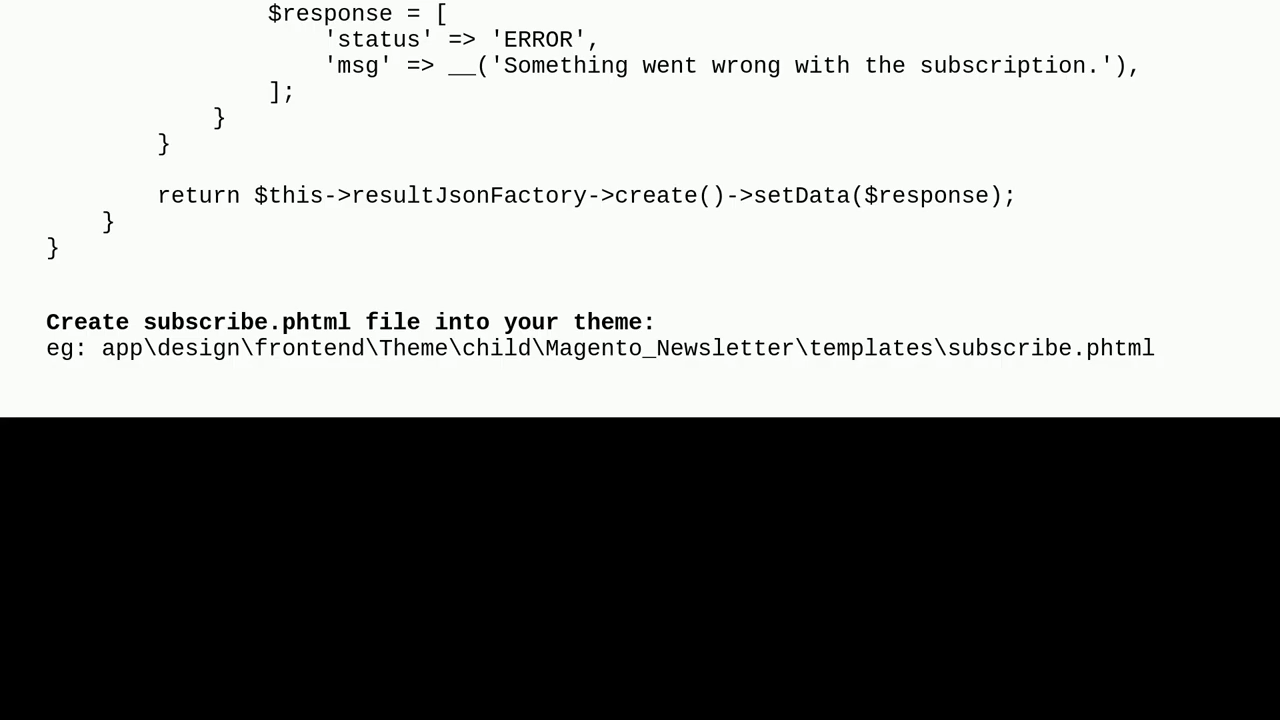 $response = [
'status' => 'ERROR',
'msg' => __('Something went wrong with the subscription.'),
];
}
}
return $this->resultJsonFactory->create()->setData($response);
}
}
Create subscribe.phtml file into your theme:
eg: app\design\frontend\Theme\child\Magento_Newsletter\templates\subscribe.phtml